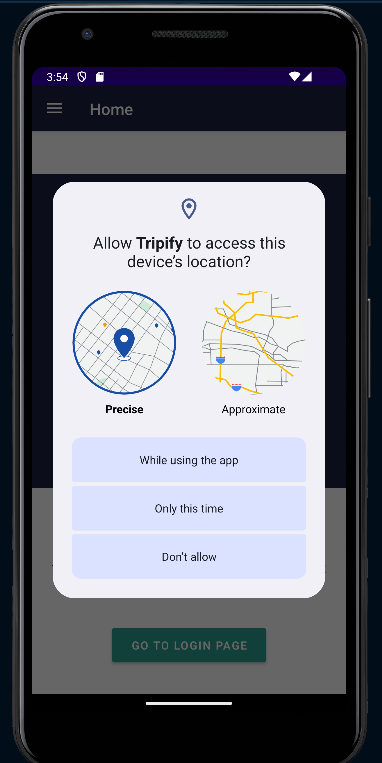 3:54
Home
Allow Tripify to access this
device's location?
Precise
Approximate
While using the app
Only this time
Don't allow
GO TO LOGIN PAGE